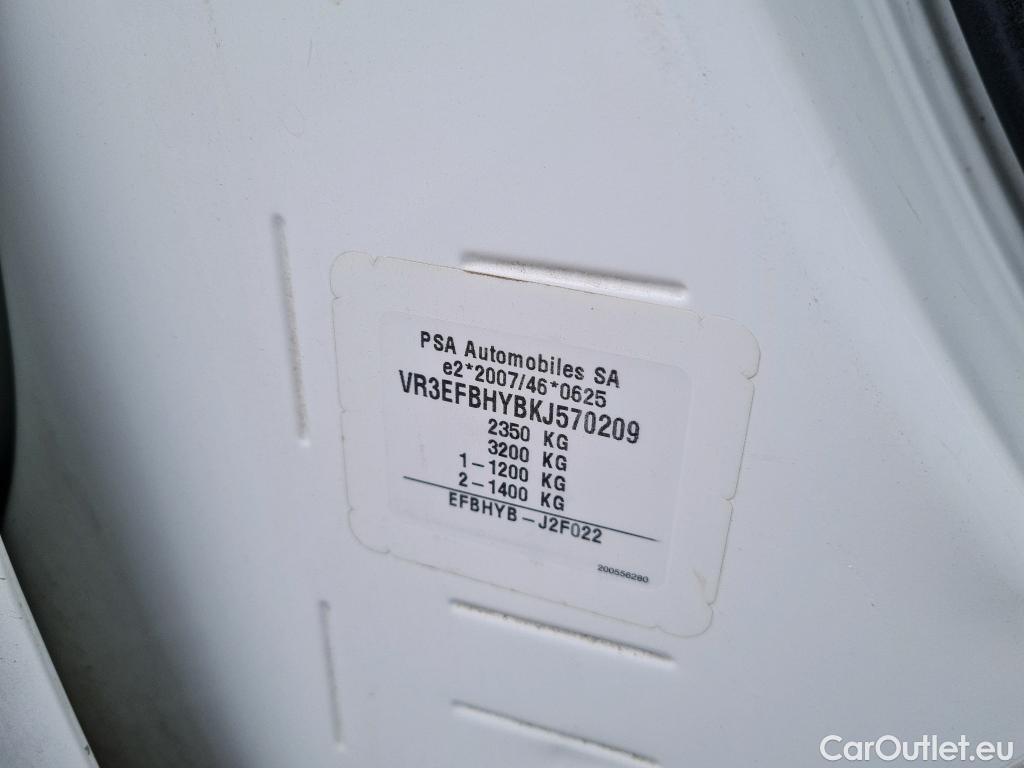 PSA Automobiles SA
e2*2007/46*0625
VR3EFBHYBKJ570209
2350 KG
3200 KG
1-1200 KG
2-1400 KG
EFBHYB-J2F022
200556280
CarOutlet.eu